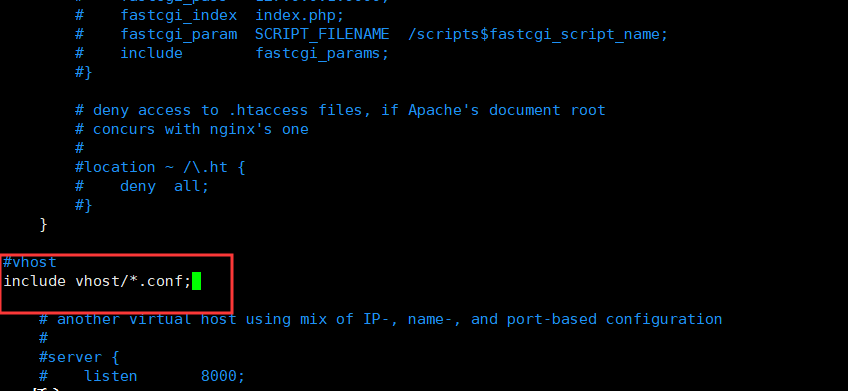 #    fastcgi_index  index.php;
#    fastcgi_param  SCRIPT_FILENAME  /scripts$fastcgi_script_name;
#    include        fastcgi_params;
#}
# deny access to .htaccess files, if Apache's document root
# concurs with nginx's one
#
#location ~ /\.ht {
#    deny  all;
#}
}
#vhost
include vhost/*.conf;
# another virtual host using mix of IP-, name-, and port-based configuration
#
#server {
#    listen       8000;